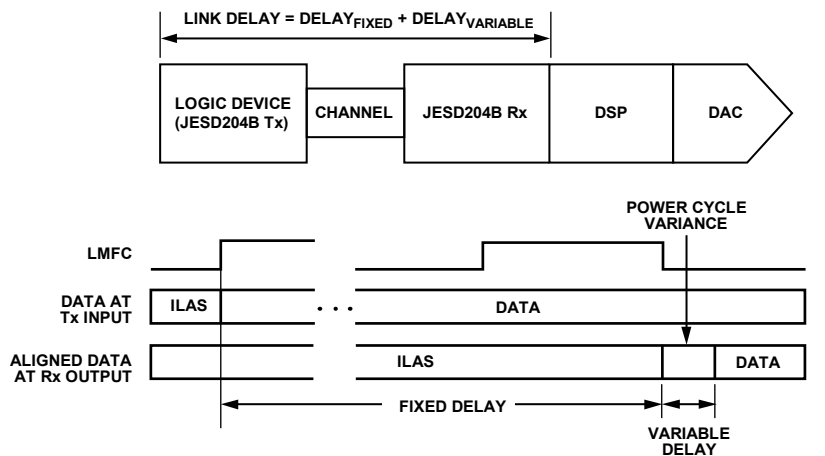 LINK DELAY = DELAYFIXED + DELAYVARIABLE
LOGIC DEVICE
(JESD204B Tx)
CHANNEL
JESD204B Rx
DSP
DAC
POWER CYCLE
VARIANCE
LMFC
DATA AT
Tx INPUT
ILAS
. . .
DATA
ALIGNED DATA
AT Rx OUTPUT
ILAS
DATA
FIXED DELAY
VARIABLE
DELAY